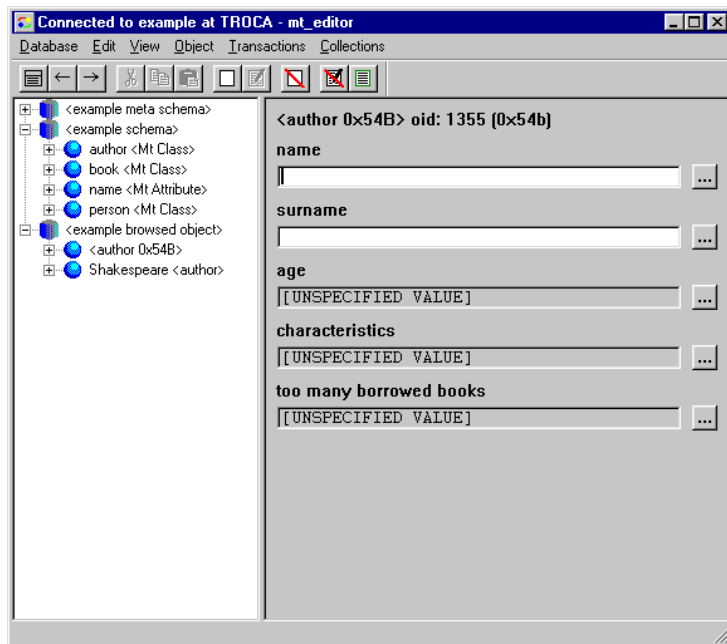 Connected to example at TROCA - mt_editor
Database Edit View Object Transactions Collections
<example meta schema>
<example schema>
author <Mt Class>
book <Mt Class>
name <Mt Attribute>
person <Mt Class>
<example browsed object>
<author 0x54B>
Shakespeare <author>
<author 0x54B> oid: 1355 (0x54b)
name
...
surname
...
age
[UNSPECIFIED VALUE] ...
characteristics
[UNSPECIFIED VALUE] ...
too many borrowed books
[UNSPECIFIED VALUE] ...